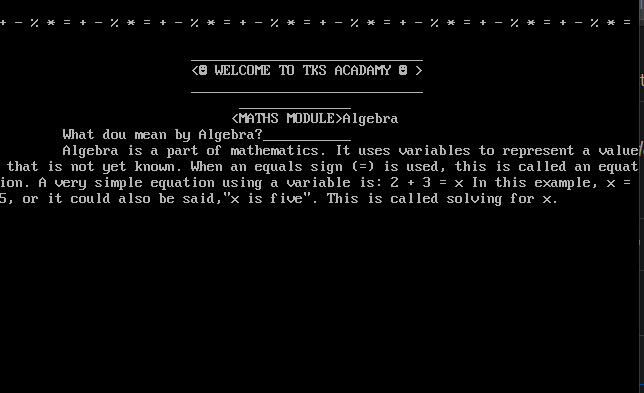 + - % * = + - % * = + - % * = + - % * = + - % * = + - % * = + - % * = + - % * =
<☻ WELCOME TO TKS ACADAMY ☻ >
<MATHS MODULE>Algebra
What dou mean by Algebra?___________
Algebra is a part of mathematics. It uses variables to represent a value
that is not yet known. When an equals sign (=) is used, this is called an equat
ion. A very simple equation using a variable is: 2 + 3 = x In this example, x =
5, or it could also be said,"x is five". This is called solving for x.